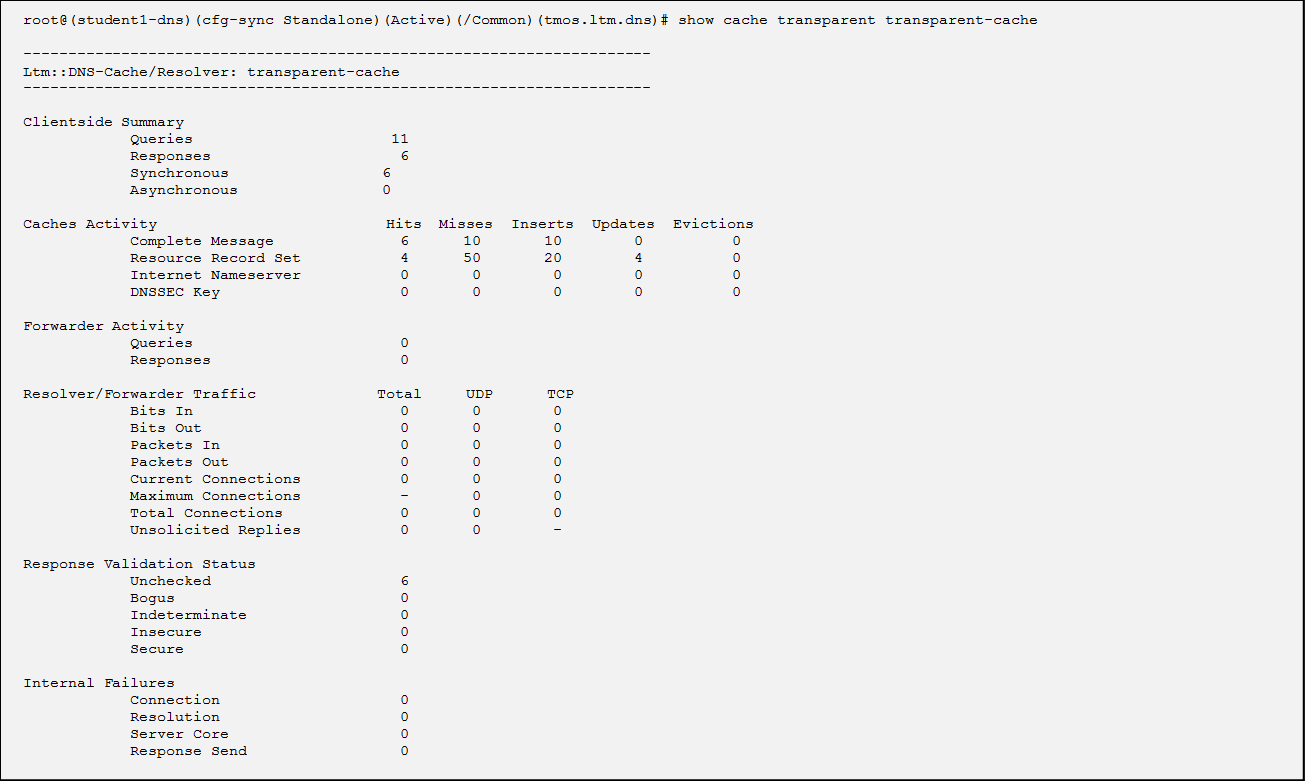 root@(student1-dns)(cfg-sync Standalone)(Active)(/Common)(tmos.ltm.dns)# show cache transparent transparent-cache
----------------------------------------------------------------------
Ltm::DNS-Cache/Resolver: transparent-cache
----------------------------------------------------------------------
Clientside Summary
Queries 11
Responses 6
Synchronous 6
Asynchronous 0
Caches Activity Hits Misses Inserts Updates Evictions
Complete Message 6 10 10 0 0
Resource Record Set 4 50 20 4 0
Internet Nameserver 0 0 0 0 0
DNSSEC Key 0 0 0 0 0
Forwarder Activity
Queries 0
Responses 0
Resolver/Forwarder Traffic Total UDP TCP
Bits In 0 0 0
Bits Out 0 0 0
Packets In 0 0 0
Packets Out 0 0 0
Current Connections 0 0 0
Maximum Connections - 0 0
Total Connections 0 0 0
Unsolicited Replies 0 0 -
Response Validation Status
Unchecked 6
Bogus 0
Indeterminate 0
Insecure 0
Secure 0
Internal Failures
Connection 0
Resolution 0
Server Core 0
Response Send 0